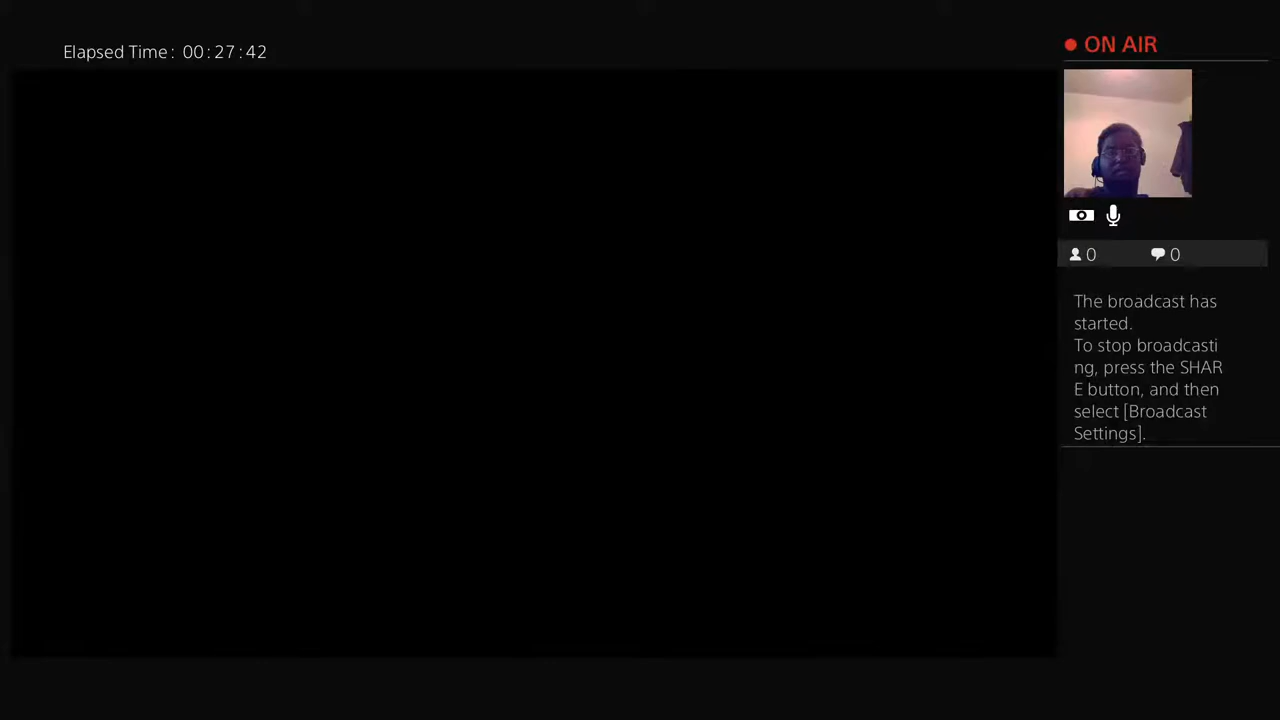 Elapsed Time: 00:27:42
ON AIR
0 0
The broadcast has
started.
To stop broadcasti
ng, press the SHAR
E button, and then
select [Broadcast
Settings].